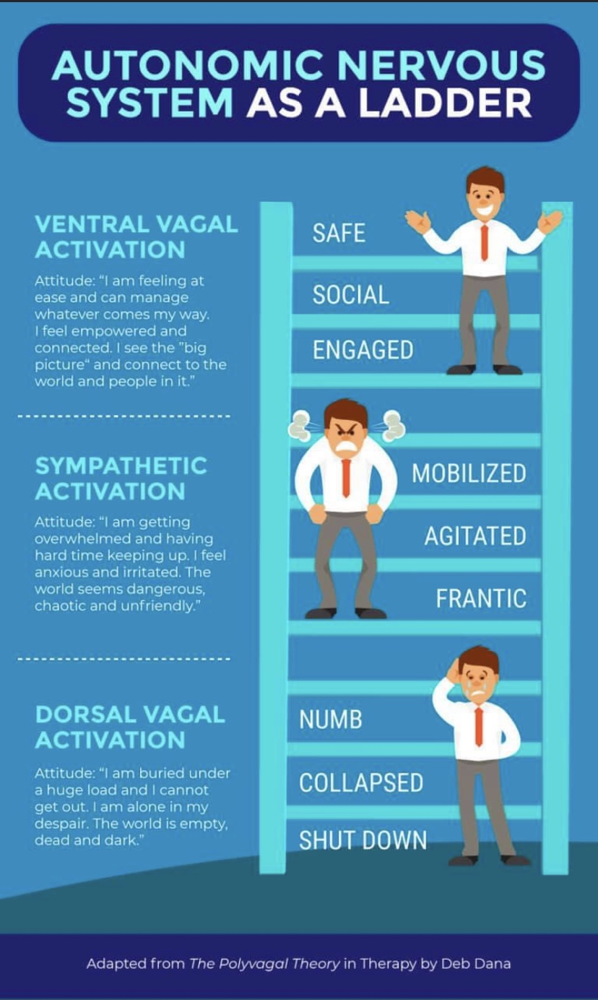 AUTONOMIC NERVOUS
SYSTEM AS A LADDER
VENTRAL VAGAL
ACTIVATION
Attitude: “I am feeling at
ease and can manage
whatever comes my way.
I feel empowered and
connected. I see the ”big
picture“ and connect to the
world and people in it.”
SAFE
SOCIAL
ENGAGED
SYMPATHETIC
ACTIVATION
Attitude: “I am getting
overwhelmed and having
hard time keeping up. I feel
anxious and irritated. The
world seems dangerous,
chaotic and unfriendly.”
MOBILIZED
AGITATED
FRANTIC
DORSAL VAGAL
ACTIVATION
Attitude: “I am buried under
a huge load and I cannot
get out. I am alone in my
despair. The world is empty,
dead and dark.”
NUMB
COLLAPSED
SHUT DOWN
Adapted from The Polyvagal Theory in Therapy by Deb Dana